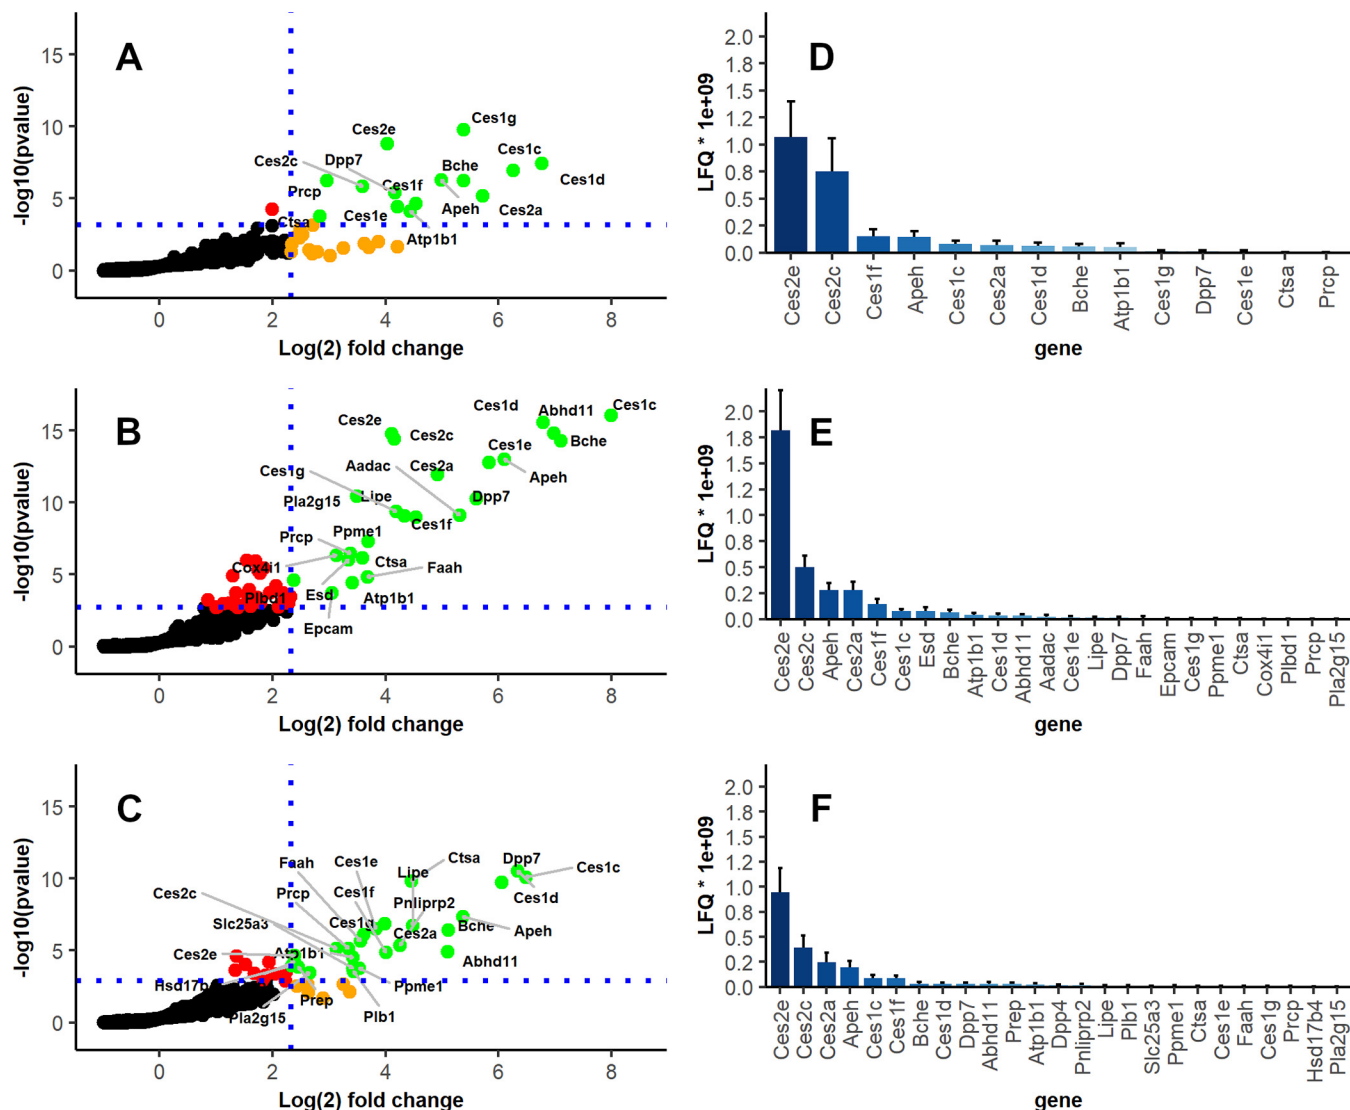 A
-log10(pvalue)
15
10
5
0
Ces1g
Ces2e
Ces1c
Ces2c
Dpp7
Bche
Ces1d
Prcp
Ces1f
Ctsa
Ces1e
Apeh
Ces2a
Atp1b1
0
2
4
6
8
Log(2) fold change
D
LFQ * 1e+09
2.0
1.8
1.5
1.2
1.0
0.8
0.5
0.2
0.0
Ces2e
Ces2c
Ces1f
Apeh
Ces1c
Ces2a
Ces1d
Bche
Atp1b1
Ces1g
Dpp7
Ces1e
Ctsa
Prcp
gene
B
-log10(pvalue)
15
10
5
0
Ces1d
Abhd11
Ces1c
Ces2e
Ces2c
Ces1e
Bche
Ces1g
Aadac
Ces2a
Apeh
Pla2g15
Lipe
Dpp7
Ces1f
Prcp
Ppme1
Cox4i1
Ctsa
Faah
Plbd1
Esd
Atp1b1
Epcam
0
2
4
6
8
Log(2) fold change
E
LFQ * 1e+09
2.0
1.8
1.5
1.2
1.0
0.8
0.5
0.2
0.0
Ces2e
Ces2c
Apeh
Ces2a
Ces1f
Ces1c
Esd
Bche
Atp1b1
Ces1d
Abhd11
Aadac
Ces1e
Lipe
Dpp7
Faah
Epcam
Ces1g
Ppme1
Ctsa
Cox4i1
Plbd1
Prcp
Pla2g15
gene
C
-log10(pvalue)
15
10
5
0
Faah
Ces1e
Ctsa
Dpp7
Ces1c
Ces2c
Prcp
Ces1f
Lipe
Ces1d
Pnliprp2
Slc25a3
Ces1g
Ces2a
Bche
Apeh
Ces2e
Atp1b1
Abhd11
Hsd17b
Prep
Ppme1
Pla2g15
Plb1
0
2
4
6
8
Log(2) fold change
F
LFQ * 1e+09
2.0
1.8
1.5
1.2
1.0
0.8
0.5
0.2
0.0
Ces2e
Ces2c
Ces2a
Apeh
Ces1c
Ces1f
Bche
Ces1d
Dpp7
Abhd11
Prep
Atp1b1
Dpp4
Pnliprp2
Lipe
Plb1
Slc25a3
Ppme1
Ctsa
Ces1e
Faah
Ces1g
Prcp
Hsd17b4
Pla2g15
gene